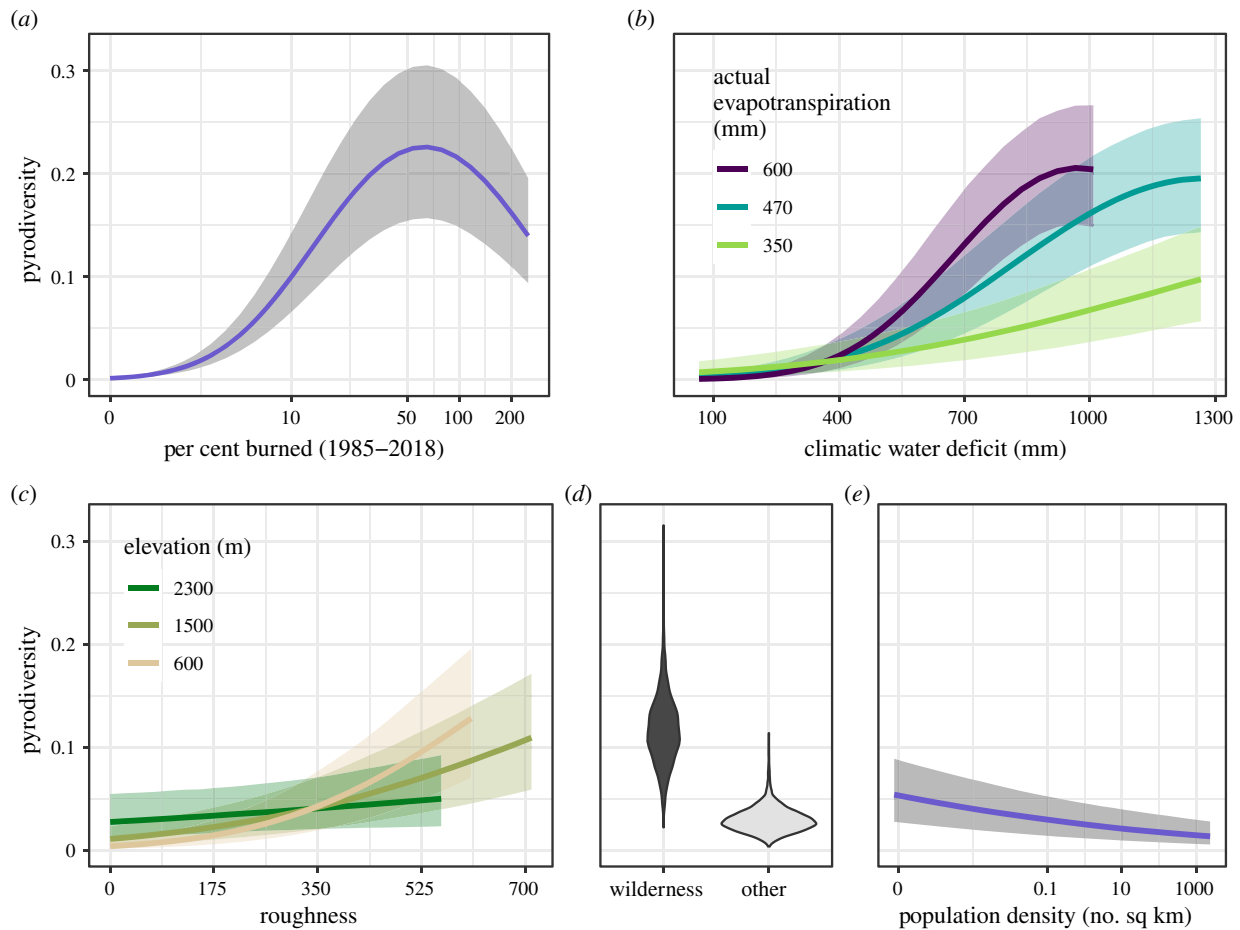 (a)
pyrodiversity
0.3
0.2
0.1
0
0 10 50 100 200
per cent burned (1985−2018)
(b)
actual
evapotranspiration
(mm)
600
470
350
100 400 700 1000 1300
climatic water deficit (mm)
(c)
pyrodiversity
0.3
0.2
0.1
0
elevation (m)
2300
1500
600
0 175 350 525 700
roughness
(d)
wilderness other
(e)
0 0.1 10 1000
population density (no. sq km)